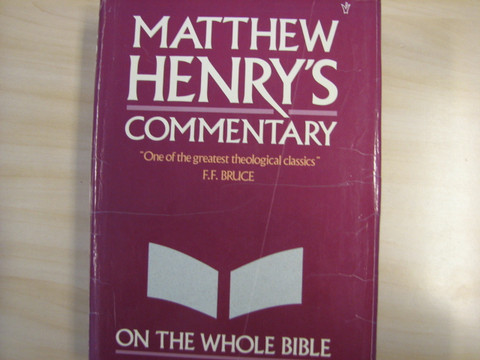 MATTHEW
HENRY'S
COMMENTARY
"One of the greatest theological classics"
F.F. BRUCE
ON THE WHOLE BIBLE